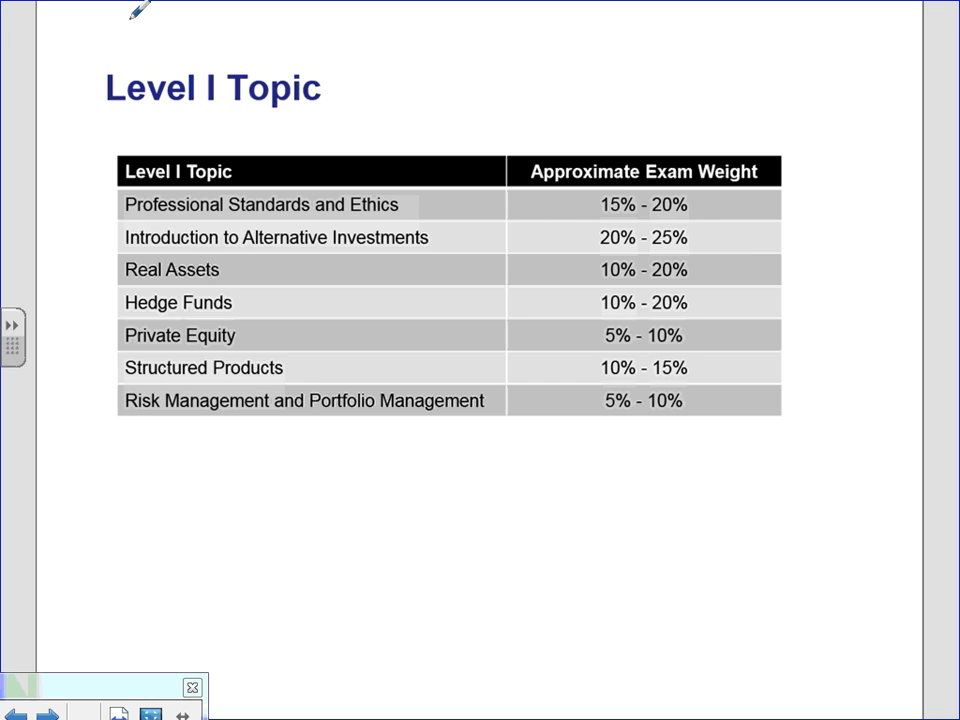 Level I Topic
Level I Topic Approximate Exam Weight
Professional Standards and Ethics 15% - 20%
Introduction to Alternative Investments 20% - 25%
Real Assets 10% - 20%
Hedge Funds 10% - 20%
Private Equity 5% - 10%
Structured Products 10% - 15%
Risk Management and Portfolio Management 5% - 10%